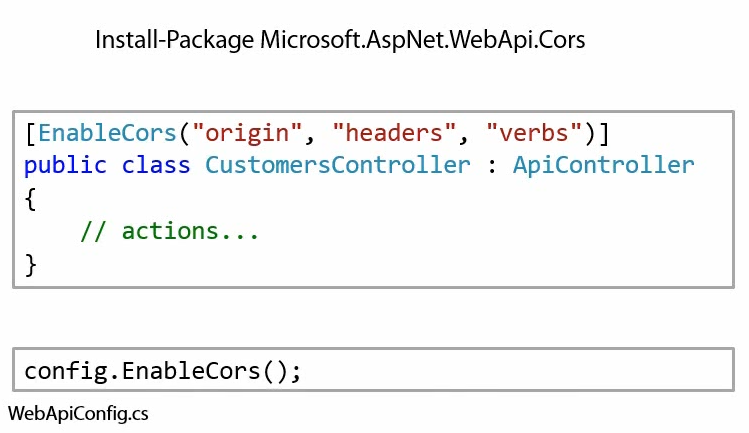 Install-Package Microsoft.AspNet.WebApi.Cors
[EnableCors("origin", "headers", "verbs")]
public class CustomersController : ApiController
{
    // actions...
}
config.EnableCors();
WebApiConfig.cs